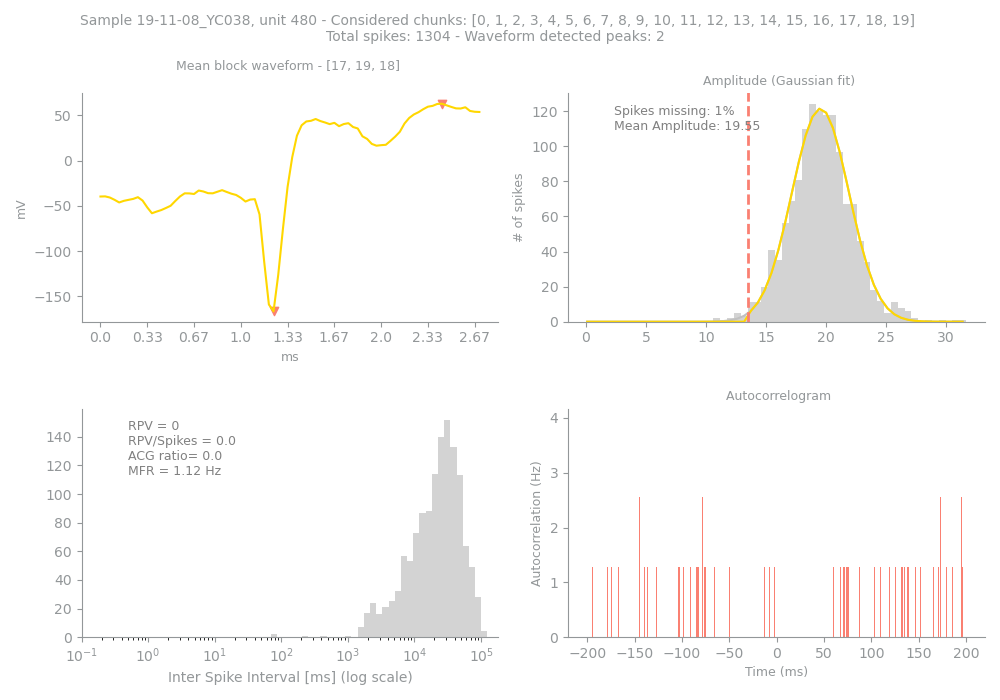 Sample 19-11-08_YC038, unit 480 - Considered chunks: [0, 1, 2, 3, 4, 5, 6, 7, 8, 9, 10, 11, 12, 13, 14, 15, 16, 17, 18, 19]
Total spikes: 1304 - Waveform detected peaks: 2
Mean block waveform - [17, 19, 18]
50
0
−50
−100
−150
mV
0.0 0.33 0.67 1.0 1.33 1.67 2.0 2.33 2.67
ms
Amplitude (Gaussian fit)
Spikes missing: 1%
Mean Amplitude: 19.55
120
100
80
60
40
20
0
# of spikes
0 5 10 15 20 25 30
RPV = 0
RPV/Spikes = 0.0
ACG ratio= 0.0
MFR = 1.12 Hz
140
120
100
80
60
40
20
0
10⁻¹ 10⁰ 10¹ 10² 10³ 10⁴ 10⁵
Inter Spike Interval [ms] (log scale)
Autocorrelogram
4
3
2
1
0
Autocorrelation (Hz)
−200 −150 −100 −50 0 50 100 150 200
Time (ms)